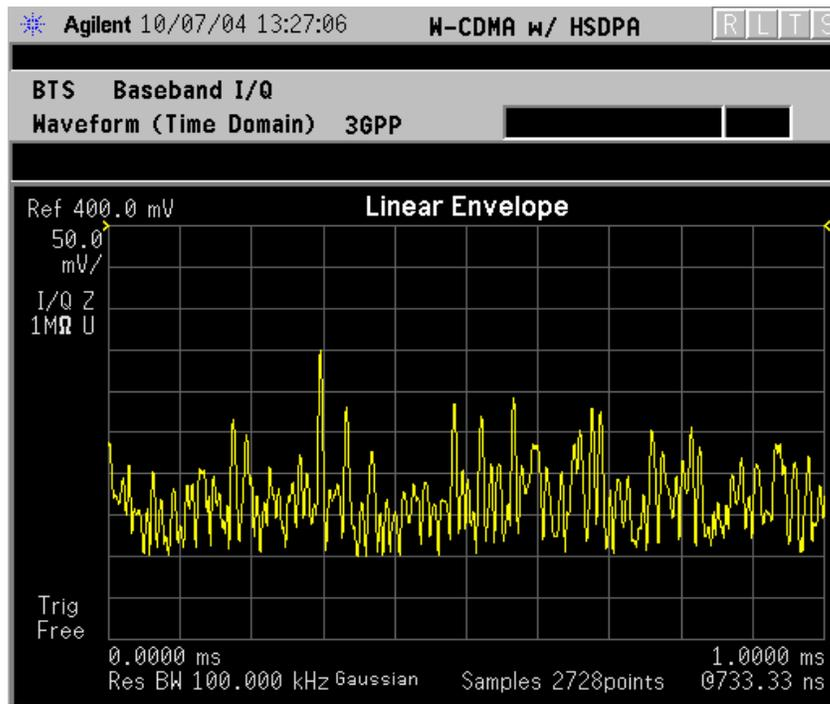 Agilent 10/07/04 13:27:06 W-CDMA w/ HSDPA R L T S
BTS Baseband I/Q
Waveform (Time Domain) 3GPP
Ref 400.0 mV Linear Envelope
50.0
mV/
I/Q Z
1MΩ U
Trig
Free
0.0000 ms 1.0000 ms
Res BW 100.000 kHz Gaussian Samples 2728points @733.33 ns